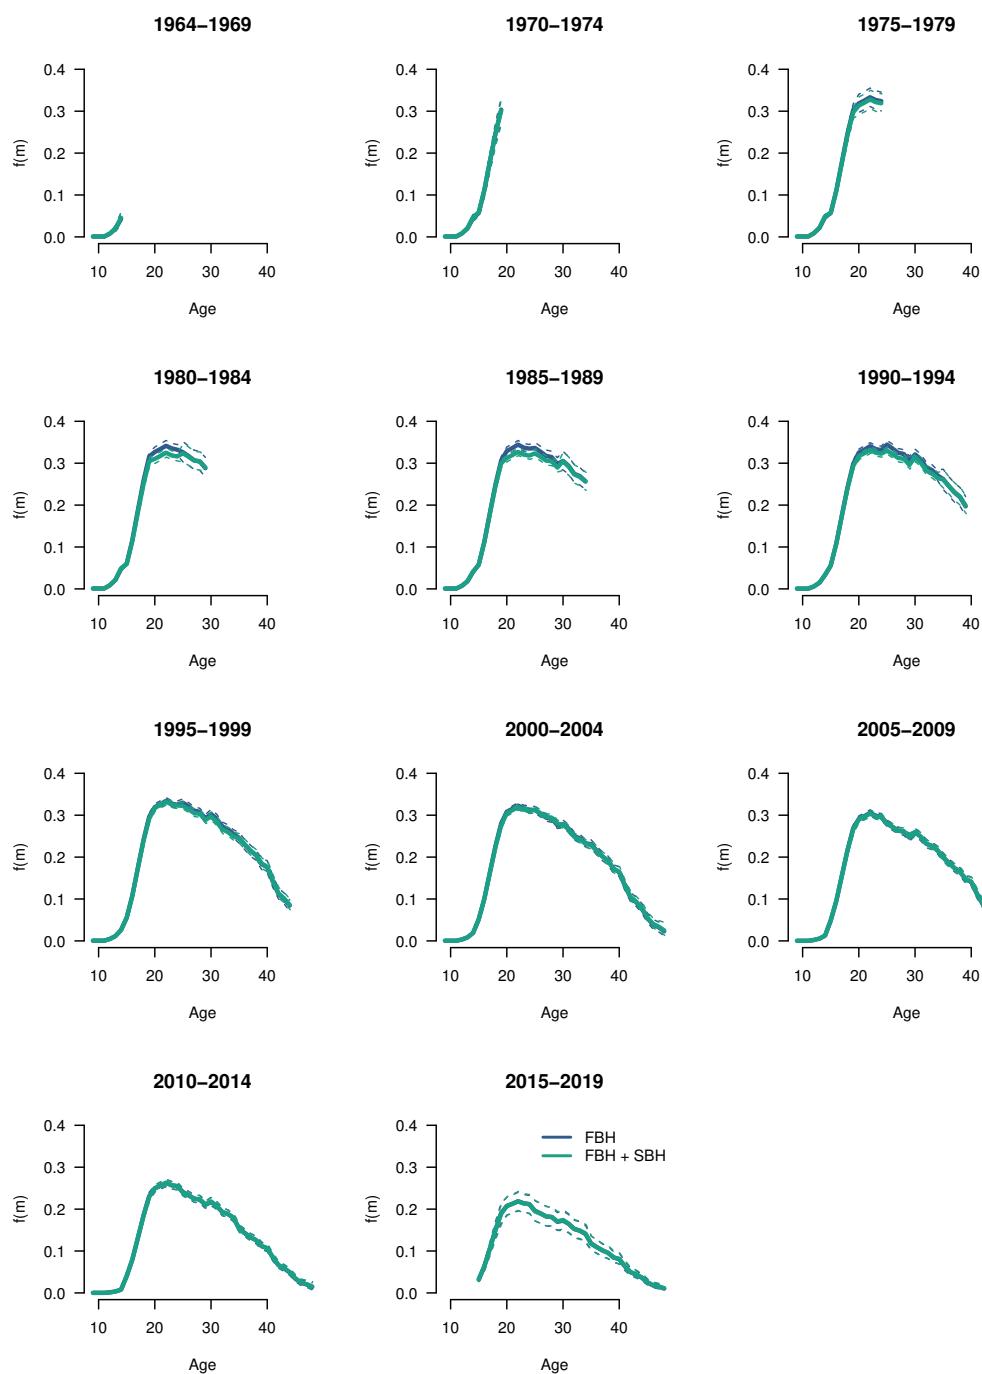 1964–1969 1970–1974 1975–1979
0.4 0.4 0.4
0.3 0.3 0.3
f(m) 0.2 f(m) 0.2 f(m) 0.2
0.1 0.1 0.1
0.0 0.0 0.0
10 20 30 40 10 20 30 40 10 20 30 40
Age Age Age
1980–1984 1985–1989 1990–1994
0.4 0.4 0.4
0.3 0.3 0.3
f(m) 0.2 f(m) 0.2 f(m) 0.2
0.1 0.1 0.1
0.0 0.0 0.0
10 20 30 40 10 20 30 40 10 20 30 40
Age Age Age
1995–1999 2000–2004 2005–2009
0.4 0.4 0.4
0.3 0.3 0.3
f(m) 0.2 f(m) 0.2 f(m) 0.2
0.1 0.1 0.1
0.0 0.0 0.0
10 20 30 40 10 20 30 40 10 20 30 40
Age Age Age
2010–2014 2015–2019
0.4 0.4 FBH
0.3 0.3 FBH + SBH
f(m) 0.2 f(m) 0.2
0.1 0.1
0.0 0.0
10 20 30 40 10 20 30 40
Age Age